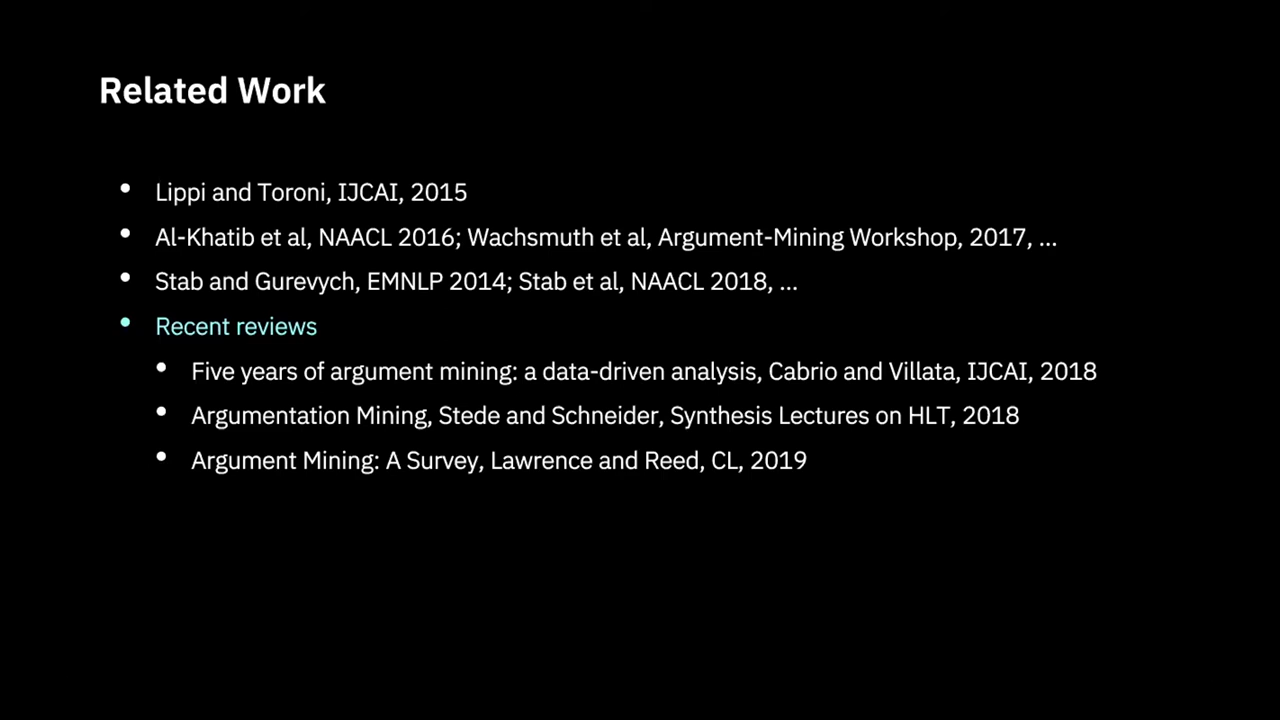 Related Work
• Lippi and Toroni, IJCAI, 2015
• Al-Khatib et al, NAACL 2016; Wachsmuth et al, Argument-Mining Workshop, 2017, ...
• Stab and Gurevych, EMNLP 2014; Stab et al, NAACL 2018, ...
• Recent reviews
• Five years of argument mining: a data-driven analysis, Cabrio and Villata, IJCAI, 2018
• Argumentation Mining, Stede and Schneider, Synthesis Lectures on HLT, 2018
• Argument Mining: A Survey, Lawrence and Reed, CL, 2019